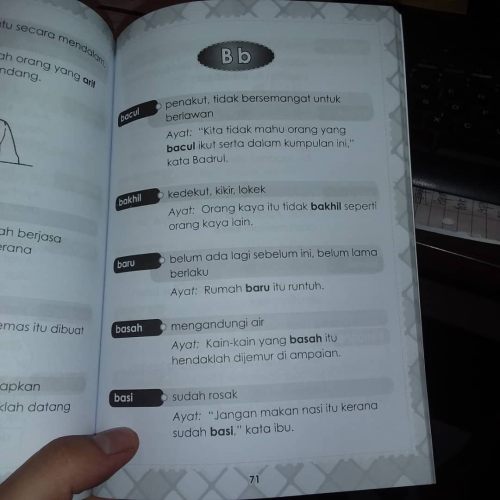 tu secara mendalam
ah orang yang arif
ndang.
ah berjasa
erana
emas itu dibuat
apkan
klah datang
B b
bacul
penakut, tidak bersemangat untuk
berlawan
Ayat: "Kita tidak mahu orang yang
bacul ikut serta dalam kumpulan ini,"
kata Badrul.
bakhil
kedekut, kikir, lokek
Ayat: Orang kaya itu tidak bakhil seperti
orang kaya lain.
baru
belum ada lagi sebelum ini, belum lama
berlaku
Ayat: Rumah baru itu runtuh.
basah
mengandungi air
Ayat: Kain-kain yang basah itu
hendaklah dijemur di ampaian.
basi
sudah rosak
Ayat: "Jangan makan nasi itu kerana
sudah basi," kata ibu.
71